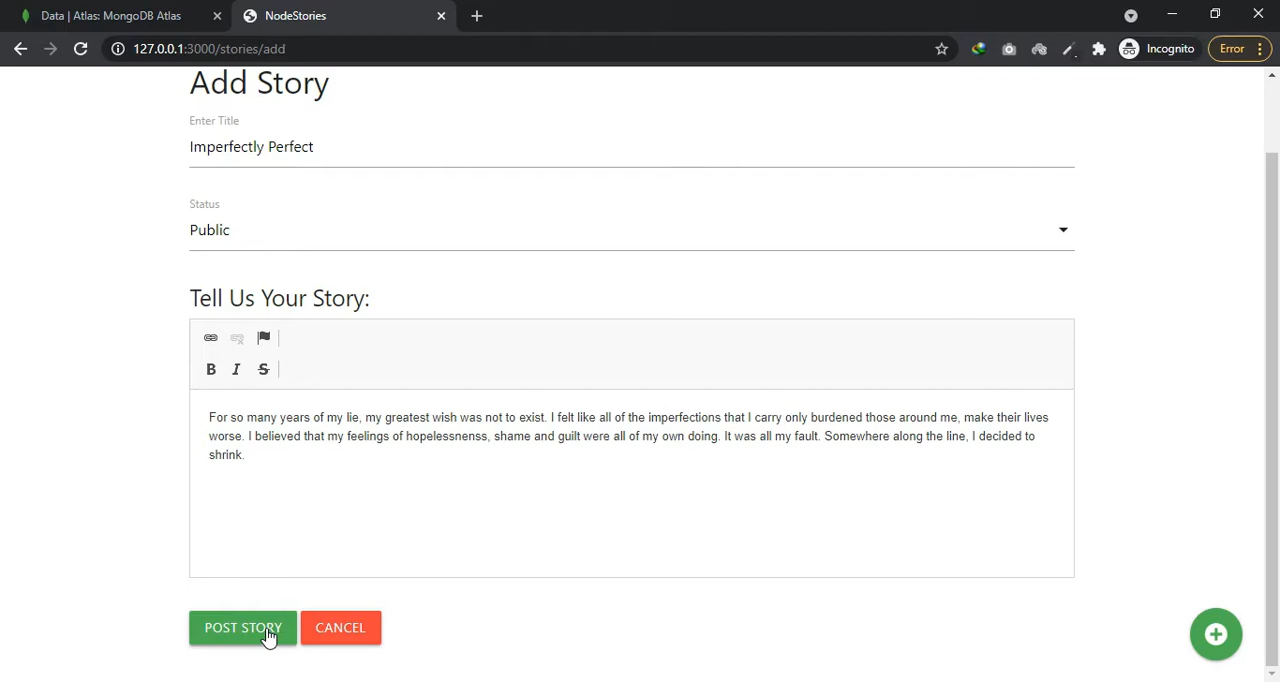 Data | Atlas: MongoDB Atlas
NodeStories
127.0.0.1:3000/stories/add
Incognito
Error
Add Story
Enter Title
Imperfectly Perfect
Status
Public
Tell Us Your Story:
B I S
For so many years of my lie, my greatest wish was not to exist. I felt like all of the imperfections that I carry only burdened those around me, make their lives
worse. I believed that my feelings of hopelessnenss, shame and guilt were all of my own doing. It was all my fault. Somewhere along the line, I decided to
shrink.
POST STORY CANCEL